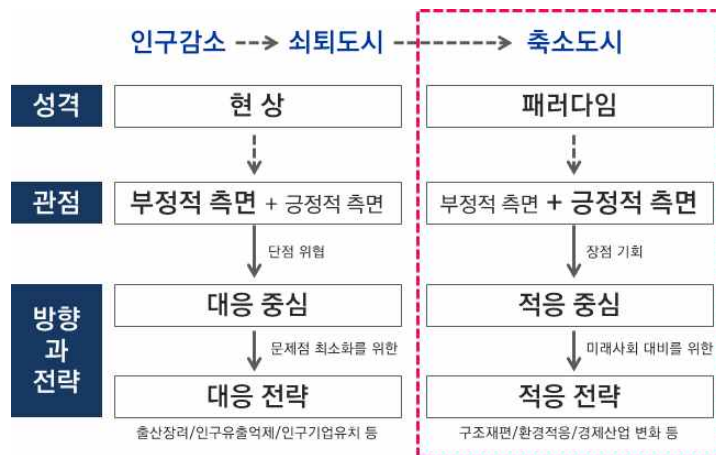 인구감소 쇠퇴도시 축소도시
성격 현 상 패러다임
관점 부정적 측면 + 긍정적 측면 부정적 측면 + 긍정적 측면
단점 위협 장점 기회
방향
과
전략
대응 중심 적응 중심
문제점 최소화를 위한 미래사회 대비를 위한
대응 전략 적응 전략
출산장려/인구유출억제/인구기업유치 등 구조재편/환경적응/경제산업 변화 등